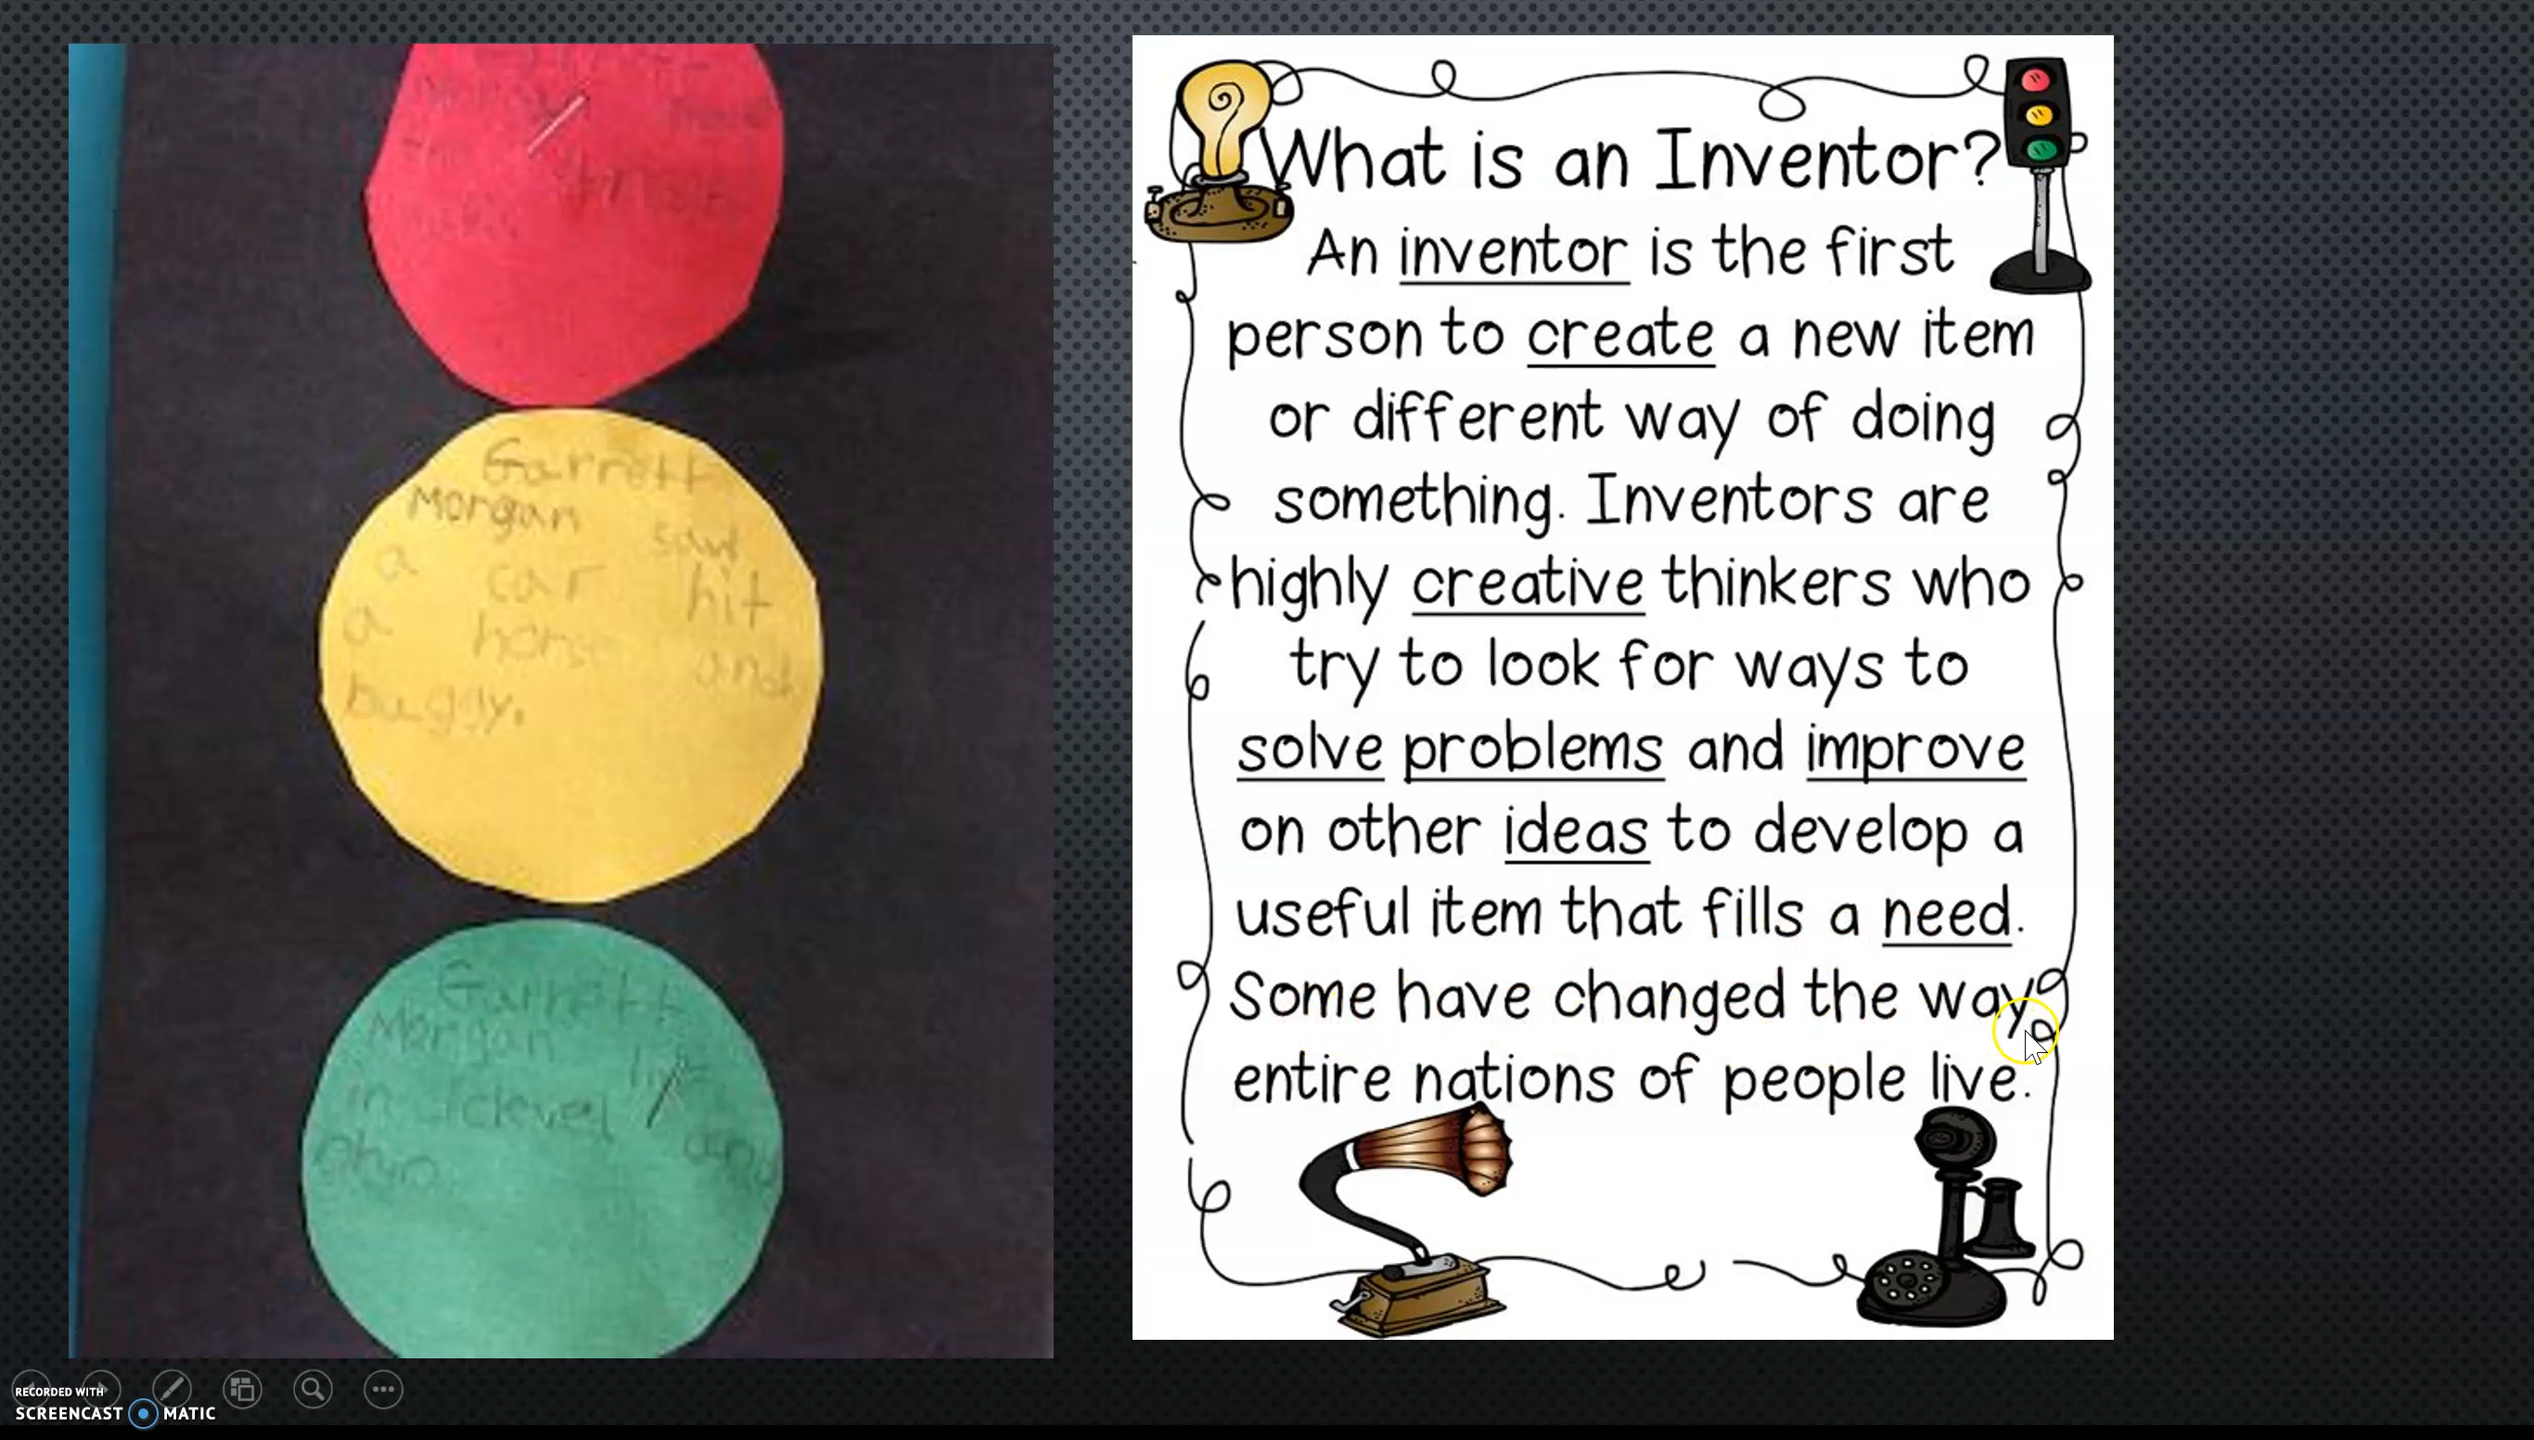 Garrett
Morgan saw
a car hit
a horse and
buggy.
Garrett
Morgan
in
and
What is an Inventor?
An inventor is the first
person to create a new item
or different way of doing
something. Inventors are
highly creative thinkers who
try to look for ways to
solve problems and improve
on other ideas to develop a
useful item that fills a need.
Some have changed the way
entire nations of people live.
RECORDED WITH
SCREENCAST MATIC